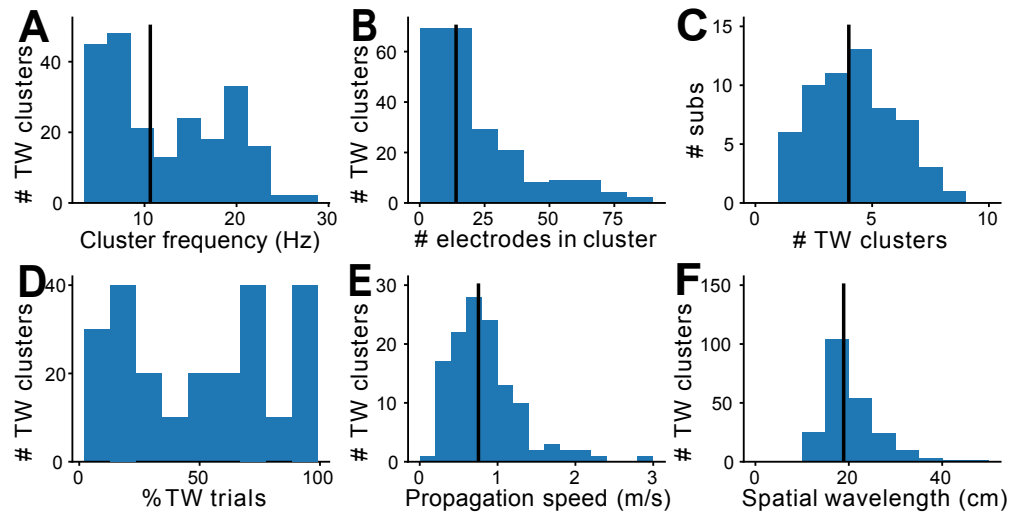 A
# TW clusters
40
20
0
10
20
30
Cluster frequency (Hz)
B
# TW clusters
60
40
20
0
0
25
50
75
# electrodes in cluster
C
# subs
15
10
5
0
0
5
10
# TW clusters
D
# TW clusters
40
20
0
0
50
100
% TW trials
E
# TW clusters
30
20
10
0
0
1
2
3
Propagation speed (m/s)
F
# TW clusters
150
100
50
0
0
20
40
Spatial wavelength (cm)